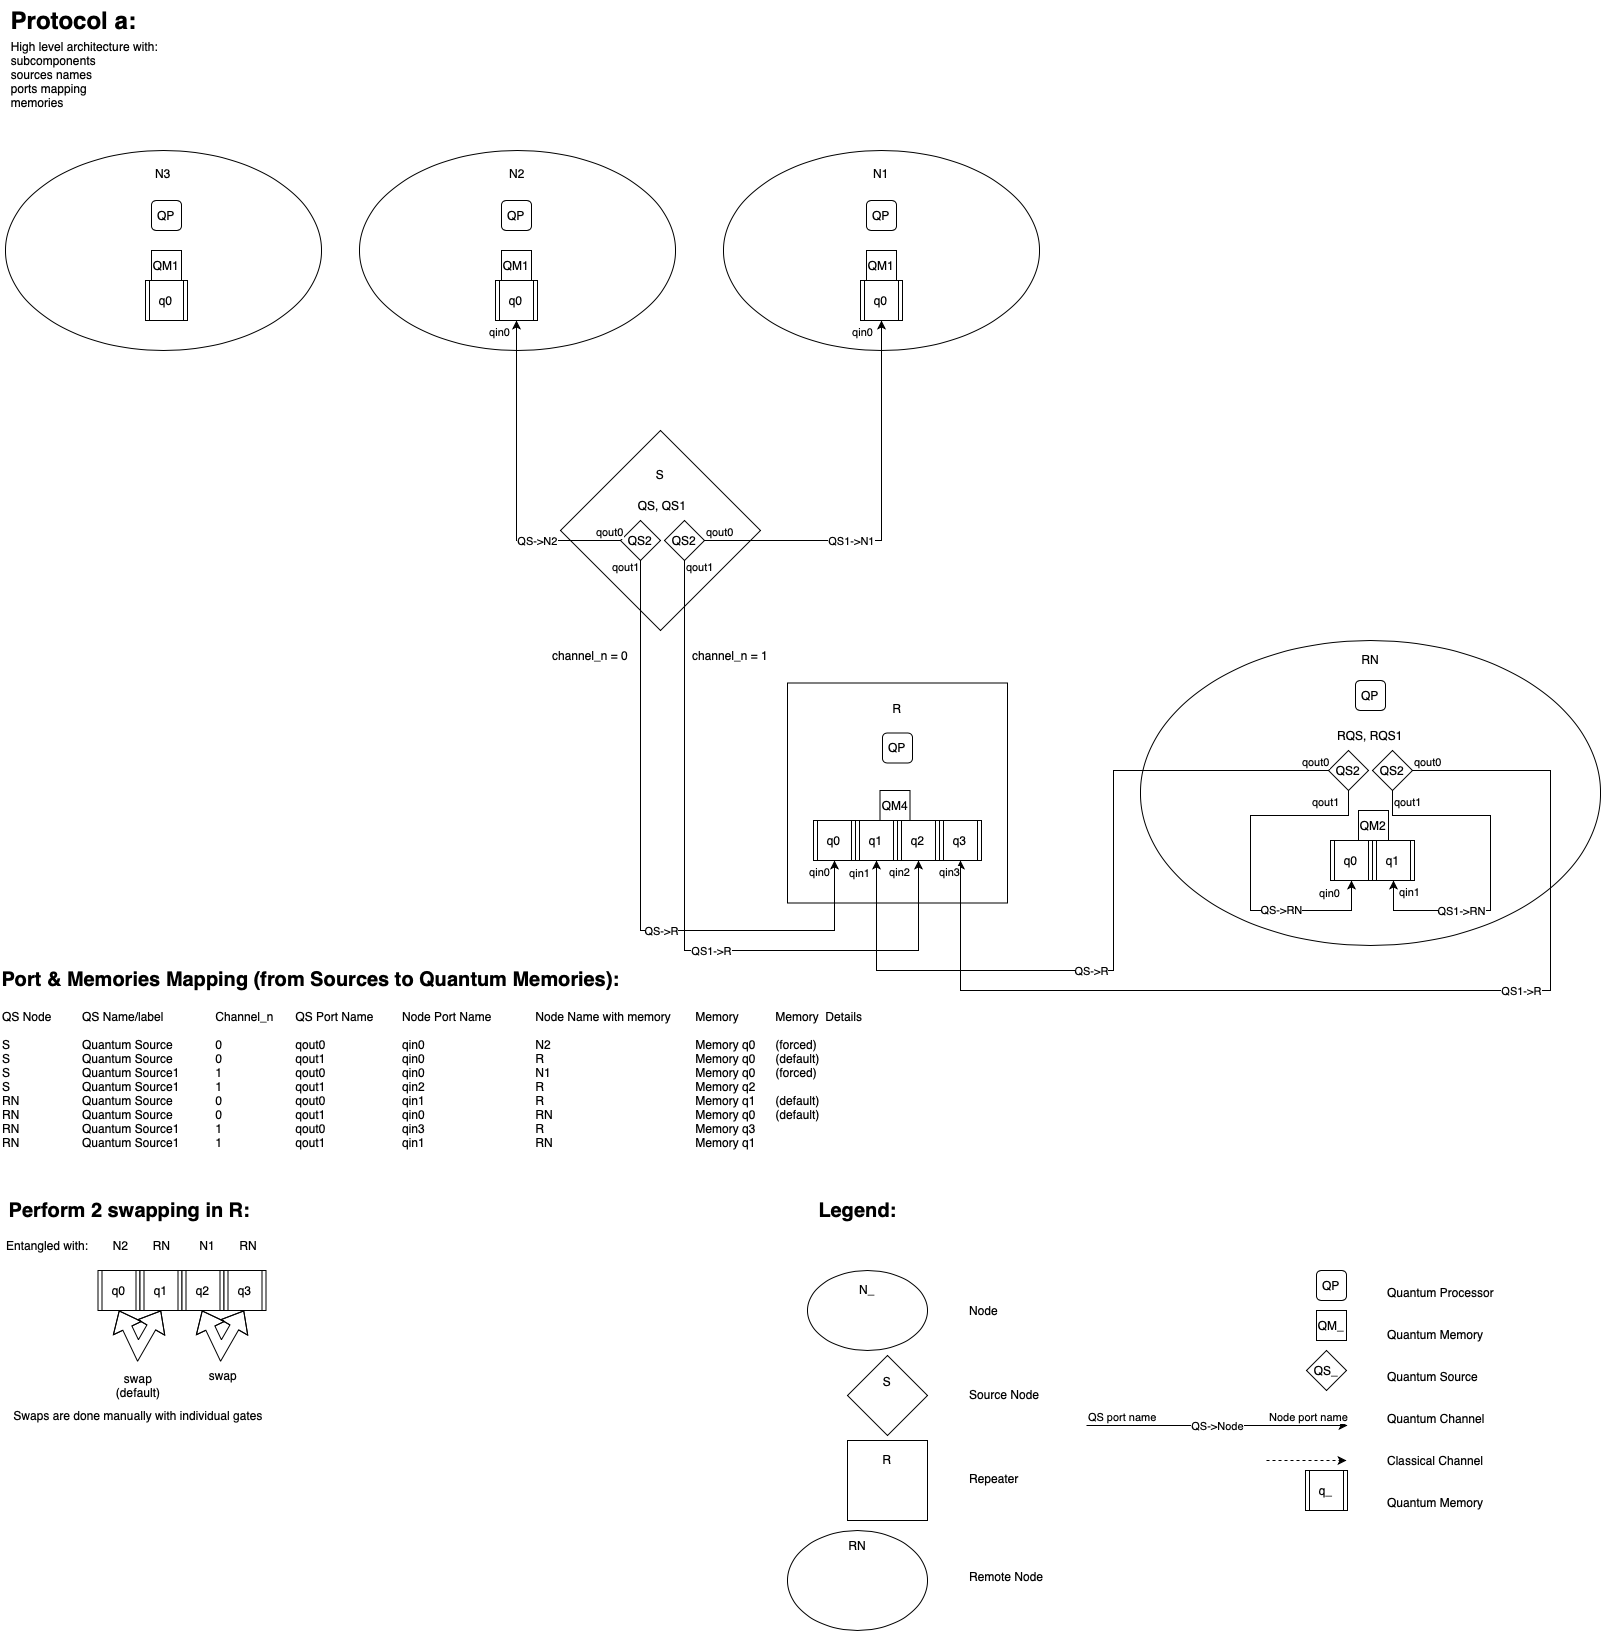 Protocol a:
High level architecture with:
subcomponents
sources names
ports mapping
memories
N3
N2
N1
QP
QP
QP
QM1
QM1
QM1
q0
q0
q0
qin0
qin0
S
QS, QS1
qout0
QS2
QS2
qout0
QS->N2
QS1->N1
qout1
qout1
channel_n = 0
channel_n = 1
R
QP
QM4
q0
q1
q2
q3
qin0
qin1
qin2
qin3
RN
QP
RQS, RQS1
qout0
QS2
QS2
qout0
qout1
qout1
QM2
q0
q1
qin0
qin1
QS->RN
QS1->RN
QS->R
QS1->R
QS->R
QS1->R
Port & Memories Mapping (from Sources to Quantum Memories):
QS Node QS Name/label Channel_n QS Port Name Node Port Name Node Name with memory Memory Memory Details
S Quantum Source 0 qout0 qin0 N2 Memory q0 (forced)
S Quantum Source 0 qout1 qin0 R Memory q0 (default)
S Quantum Source1 1 qout0 qin0 N1 Memory q0 (forced)
S Quantum Source1 1 qout1 qin2 R Memory q2
RN Quantum Source 0 qout0 qin1 R Memory q1 (default)
RN Quantum Source 0 qout1 qin0 RN Memory q0 (default)
RN Quantum Source1 1 qout0 qin3 R Memory q3
RN Quantum Source1 1 qout1 qin1 RN Memory q1
Perform 2 swapping in R:
Entangled with: N2 RN N1 RN
q0 q1 q2 q3
swap
(default)
swap
Swaps are done manually with individual gates
Legend:
N_
Node
S
Source Node
R
Repeater
RN
Remote Node
QP
Quantum Processor
QM_
Quantum Memory
QS_
Quantum Source
QS port name
QS->Node
Node port name
Quantum Channel
Classical Channel
q_
Quantum Memory